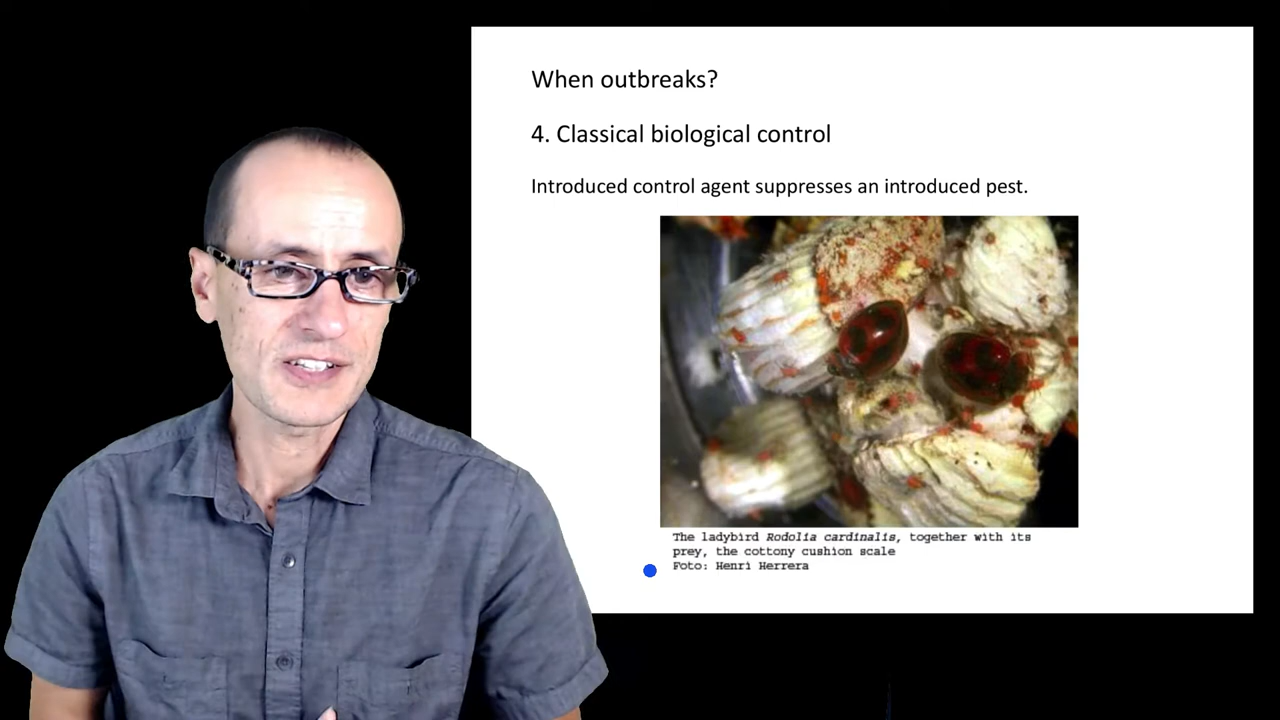 When outbreaks?
4. Classical biological control
Introduced control agent suppresses an introduced pest.
The ladybird Rodolia cardinalis, together with its
prey, the cottony cushion scale
Foto: Henri Herrera